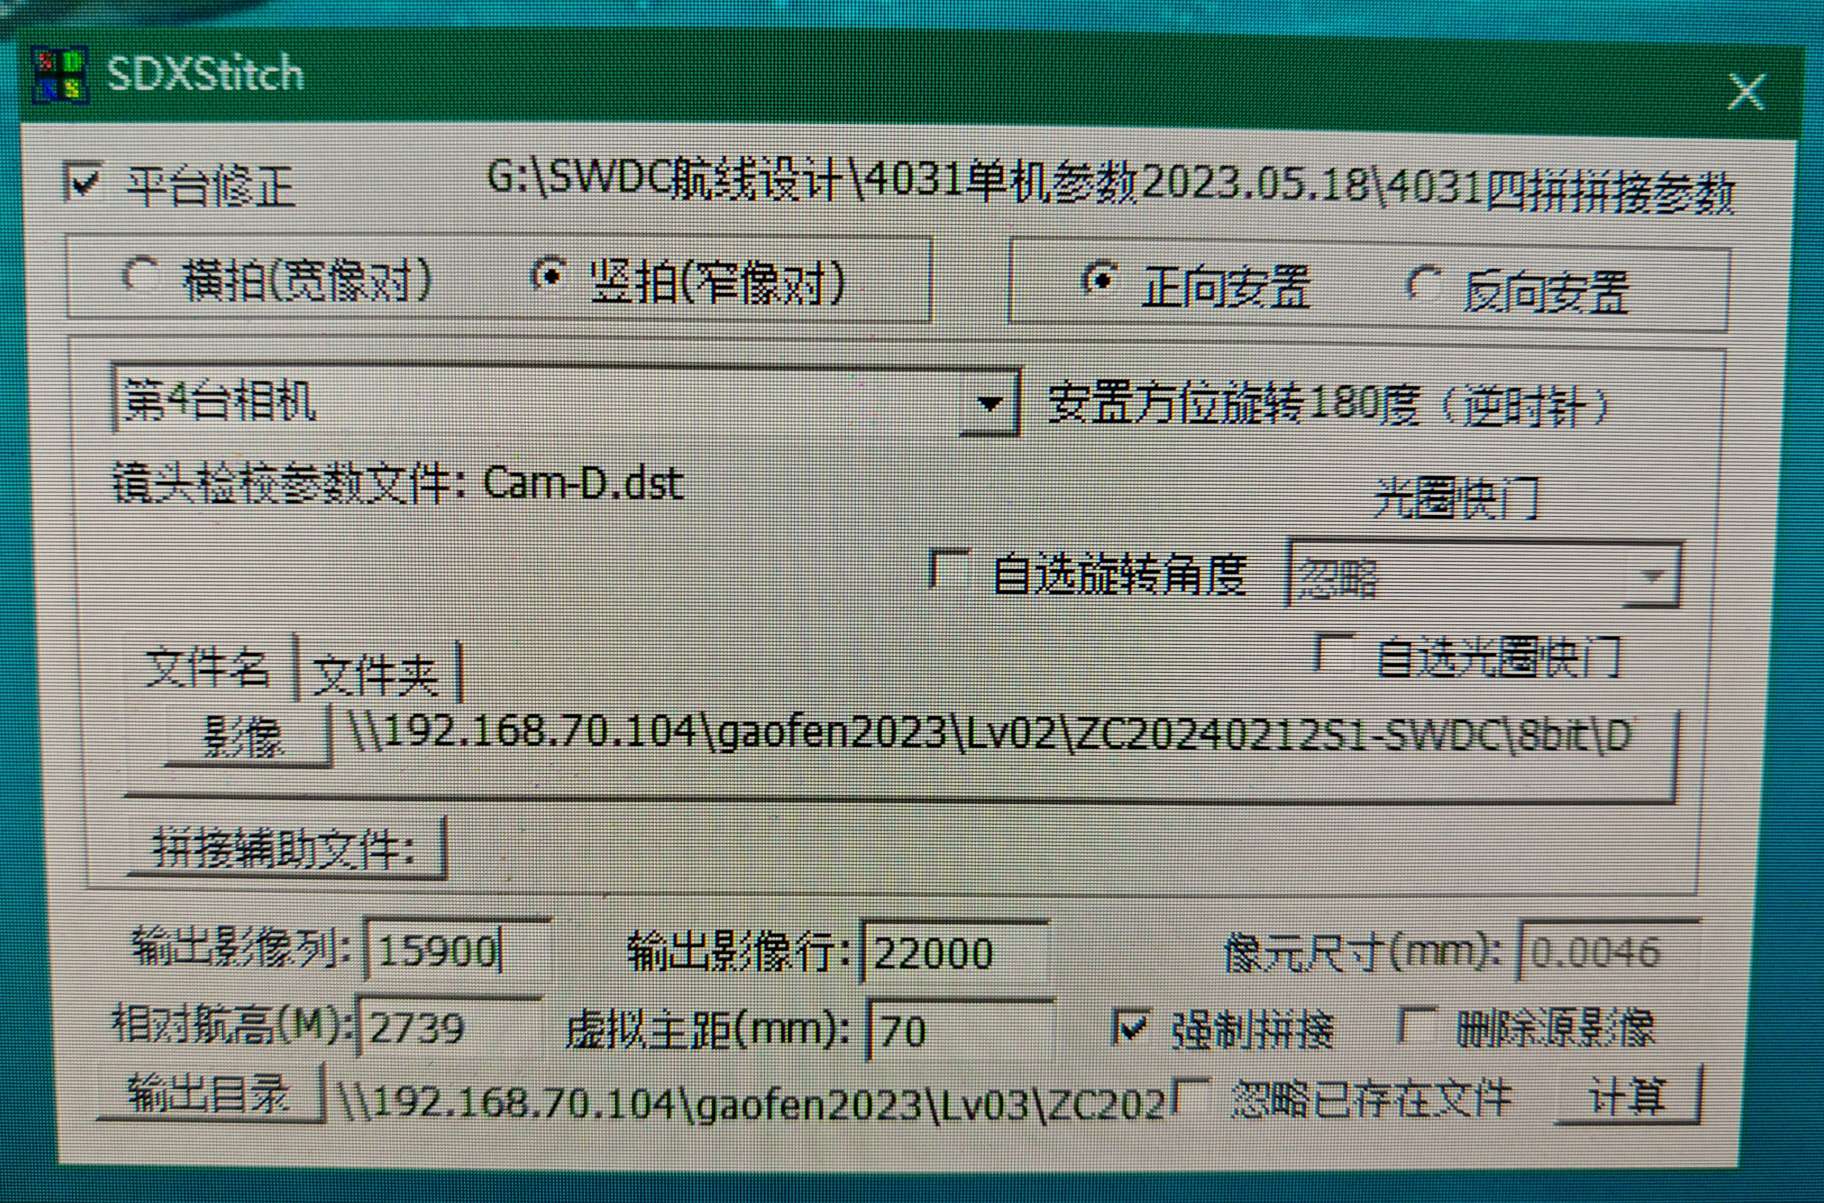 SDXStitch
平台修正 G:\SWDC航线设计\4031单机参数2023.05.18\4031四拼拼接参数
横拍(宽像对) 竖拍(窄像对) 正向安置 反向安置
第4台相机 安置方位旋转180度（逆时针）
镜头检校参数文件: Cam-D.dst
光圈快门
自选旋转角度 忽略
文件名 文件夹 自选光圈快门
影像 \\192.168.70.104\gaofen2023\Lv02\ZC20240212S1-SWDC\8bit\D
拼接辅助文件:
输出影像列: 15900 输出影像行: 22000 像元尺寸(mm): 0.0046
相对航高(M): 2739 虚拟主距(mm): 70 强制拼接 删除源影像
输出目录 \\192.168.70.104\gaofen2023\Lv03\ZC202 忽略已存在文件 计算